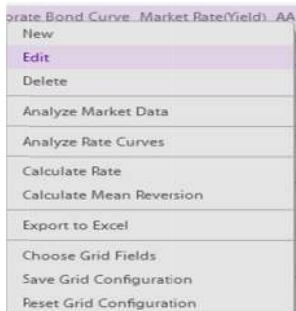 orate Bond Curve Market Rate(Yield) AA
New
Edit
Delete
Analyze Market Data
Analyze Rate Curves
Calculate Rate
Calculate Mean Reversion
Export to Excel
Choose Grid Fields
Save Grid Configuration
Reset Grid Configuration